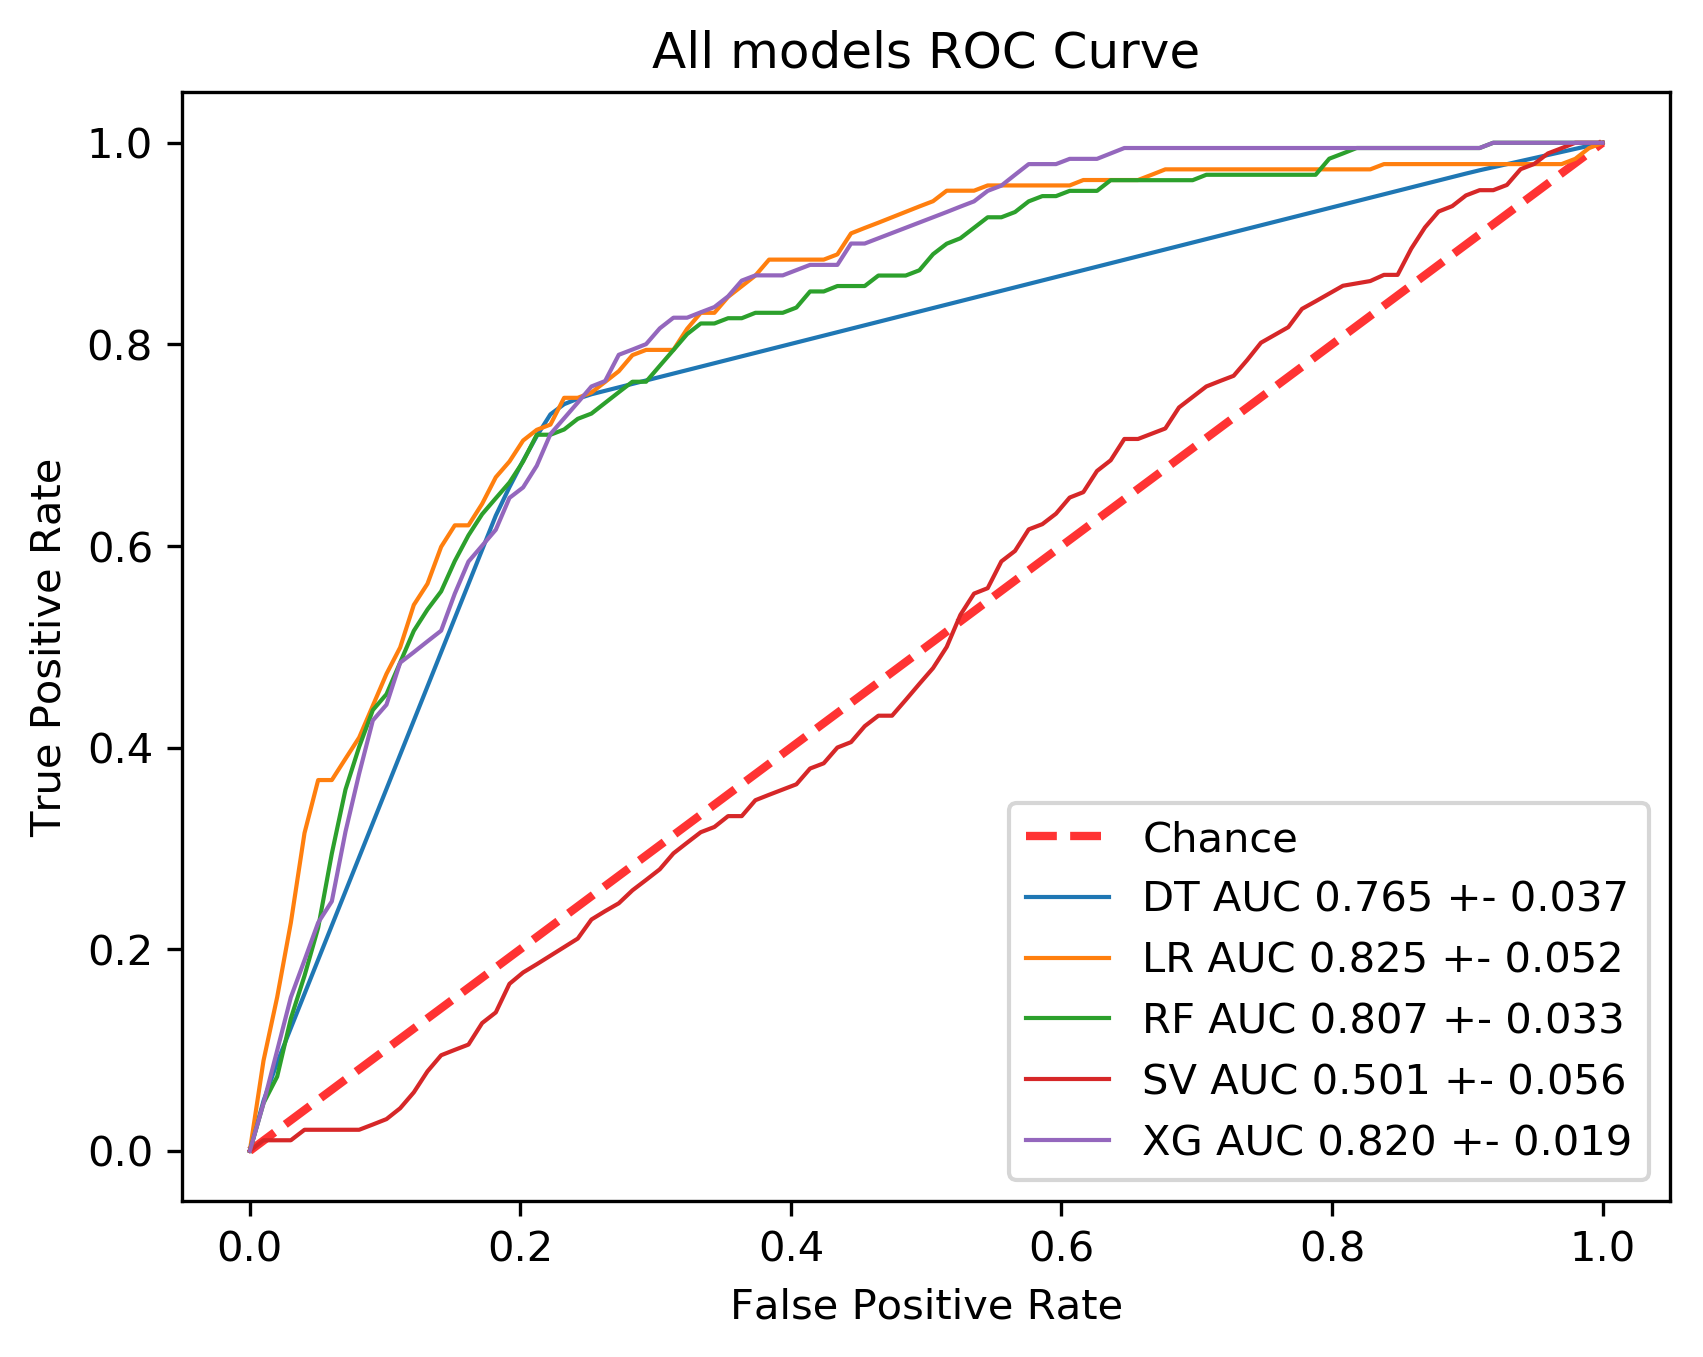 All models ROC Curve
True Positive Rate
1.0
0.8
0.6
0.4
0.2
0.0
Chance
DT AUC 0.765 +- 0.037
LR AUC 0.825 +- 0.052
RF AUC 0.807 +- 0.033
SV AUC 0.501 +- 0.056
XG AUC 0.820 +- 0.019
0.0 0.2 0.4 0.6 0.8 1.0
False Positive Rate